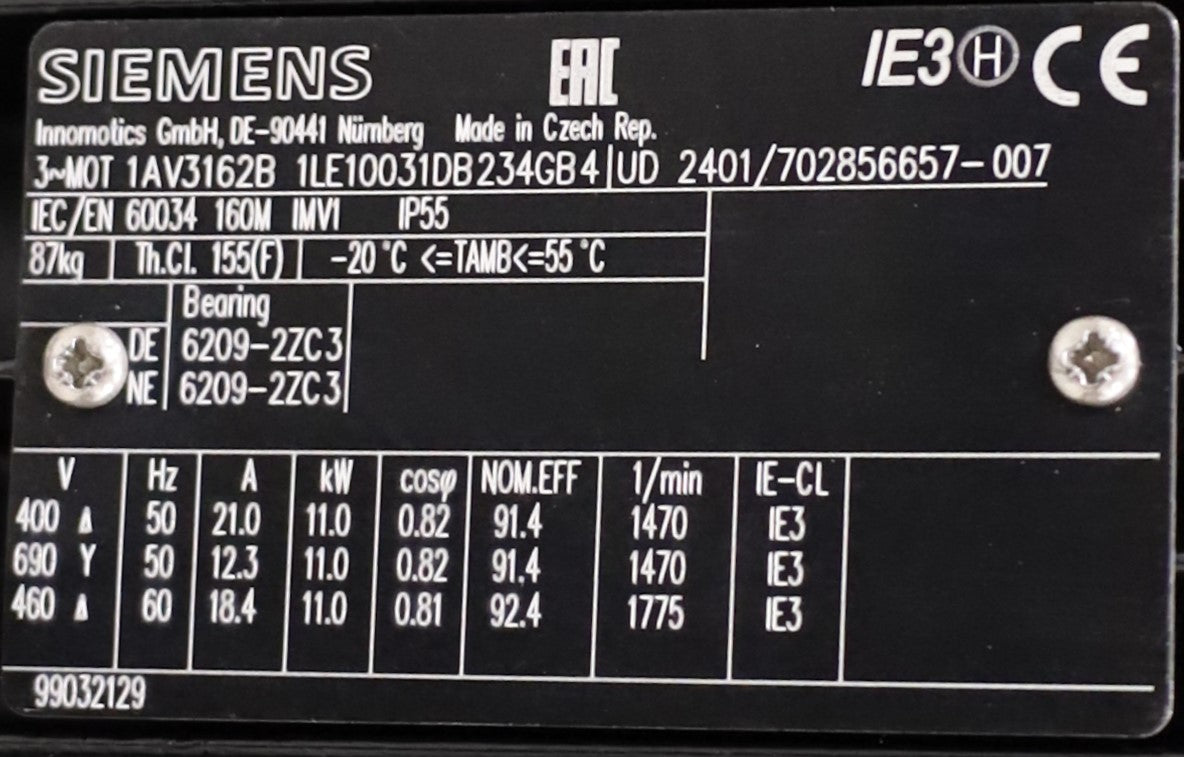 SIEMENS EAC IE3 H CE
Innomotics GmbH, DE-90441 Nürnberg Made in Czech Rep.
3~MOT 1AV3162B 1LE10031DB234GB4 UD 2401/702856657-007
IEC/EN 60034 160M IMV1 IP55
87kg Th.Cl. 155(F) -20 °C <=TAMB<=55 °C
Bearing
DE 6209-2ZC3
NE 6209-2ZC3
V Hz A kW cosφ NOM.EFF 1/min IE-CL
400 Δ 50 21.0 11.0 0.82 91.4 1470 IE3
690 Y 50 12.3 11.0 0.82 91.4 1470 IE3
460 Δ 60 18.4 11.0 0.81 92.4 1775 IE3
99032129